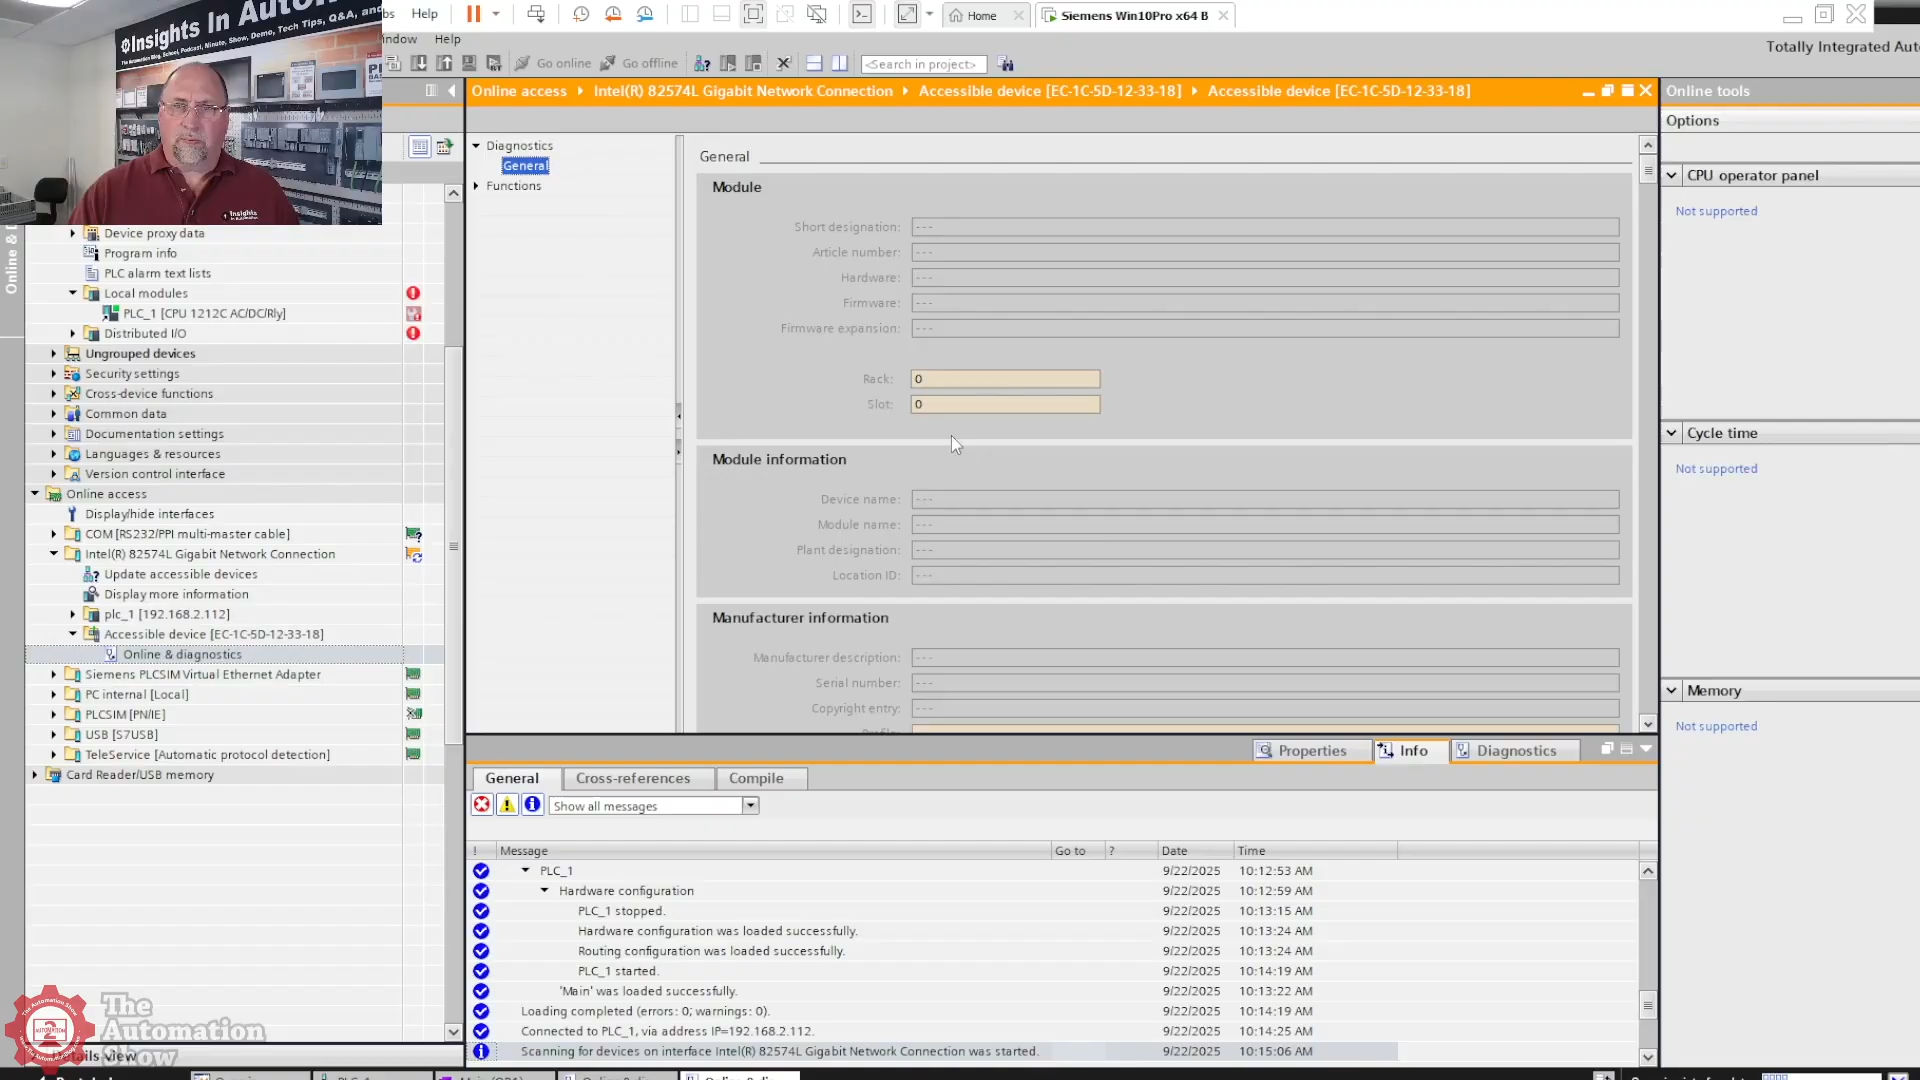 Insights In Autom
The Automation Blog, School, Podcast, Minute, Show, Demo, Tech Tips, Q&A, and
Insights
bs Help
Home
Siemens Win10Pro x64 B
indow Help
Totally Integrated Auto
Go online
Go offline
<Search in project>
Online access
Intel(R) 82574L Gigabit Network Connection
Accessible device [EC-1C-5D-12-33-18]
Accessible device [EC-1C-5D-12-33-18]
Online tools
Options
Online & D
Device proxy data
Program info
PLC alarm text lists
Local modules
PLC_1 [CPU 1212C AC/DC/Rly]
Distributed I/O
Ungrouped devices
Security settings
Cross-device functions
Common data
Documentation settings
Languages & resources
Version control interface
Online access
Display/hide interfaces
COM [RS232/PPI multi-master cable]
Intel(R) 82574L Gigabit Network Connection
Update accessible devices
Display more information
plc_1 [192.168.2.112]
Accessible device [EC-1C-5D-12-33-18]
Online & diagnostics
Siemens PLCSIM Virtual Ethernet Adapter
PC internal [Local]
PLCSIM [PN/IE]
USB [S7USB]
TeleService [Automatic protocol detection]
Card Reader/USB memory
Details view
The
Automation
Show
Diagnostics
General
Functions
General
Module
Short designation: ---
Article number: ---
Hardware: ---
Firmware: ---
Firmware expansion: ---
Rack: 0
Slot: 0
Module information
Device name: ---
Module name: ---
Plant designation: ---
Location ID: ---
Manufacturer information
Manufacturer description: ---
Serial number: ---
Copyright entry: ---
CPU operator panel
Not supported
Cycle time
Not supported
Memory
Not supported
Properties
Info
Diagnostics
General
Cross-references
Compile
Show all messages
! Message Go to ? Date Time
PLC_1 9/22/2025 10:12:53 AM
Hardware configuration 9/22/2025 10:12:59 AM
PLC_1 stopped. 9/22/2025 10:13:15 AM
Hardware configuration was loaded successfully. 9/22/2025 10:13:24 AM
Routing configuration was loaded successfully. 9/22/2025 10:13:24 AM
PLC_1 started. 9/22/2025 10:14:19 AM
'Main' was loaded successfully. 9/22/2025 10:13:22 AM
Loading completed (errors: 0; warnings: 0). 9/22/2025 10:14:19 AM
Connected to PLC_1, via address IP=192.168.2.112. 9/22/2025 10:14:25 AM
Scanning for devices on interface Intel(R) 82574L Gigabit Network Connection was started. 9/22/2025 10:15:06 AM